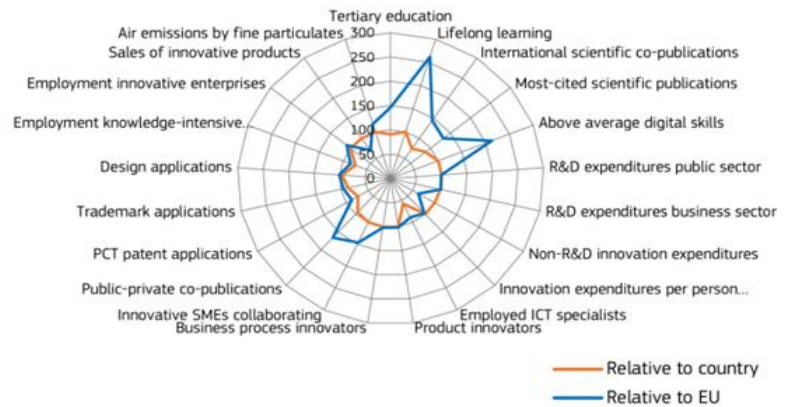 Tertiary education
Air emissions by fine particulates
300
Lifelong learning
Sales of innovative products
250
International scientific co-publications
Employment innovative enterprises
200
Most-cited scientific publications
150
Employment knowledge-intensive...
100
Above average digital skills
50
Design applications
0
R&D expenditures public sector
Trademark applications
R&D expenditures business sector
PCT patent applications
Non-R&D innovation expenditures
Public-private co-publications
Innovation expenditures per person...
Innovative SMEs collaborating
Employed ICT specialists
Business process innovators
Product innovators
Relative to country
Relative to EU